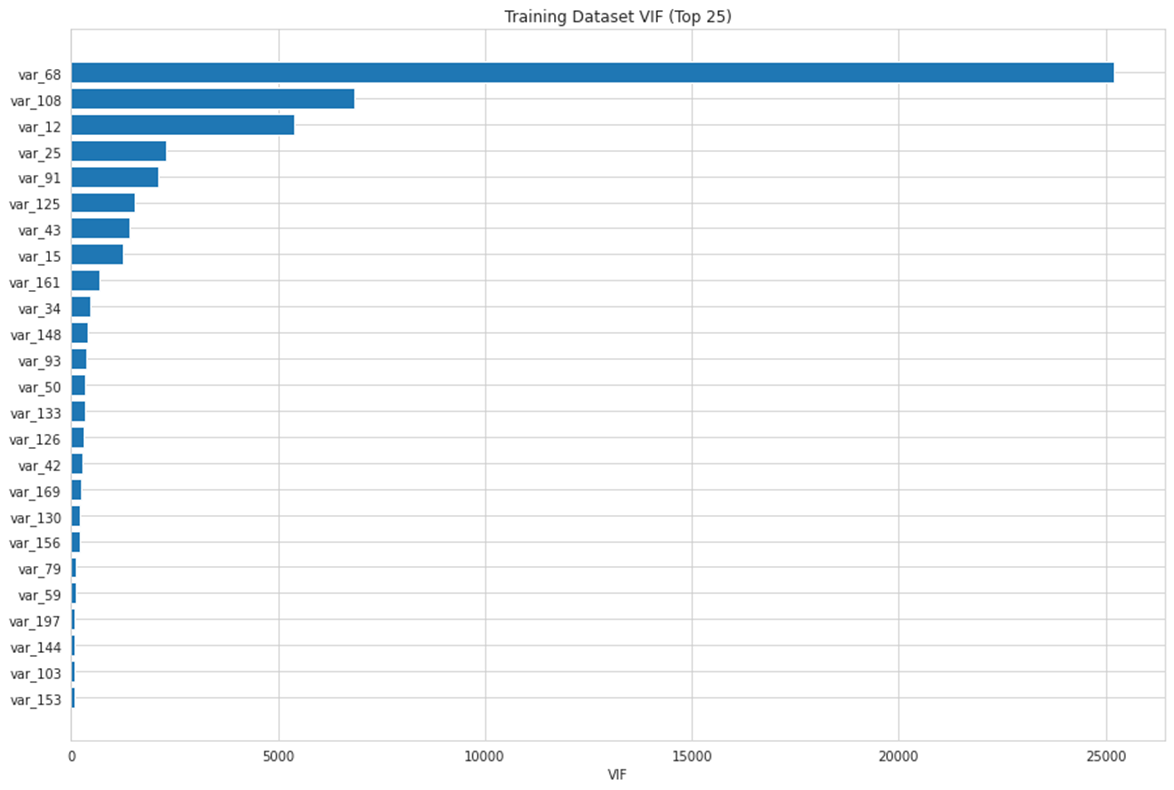 Training Dataset VIF (Top 25)
var_68
var_108
var_12
var_25
var_91
var_125
var_43
var_15
var_161
var_34
var_148
var_93
var_50
var_133
var_126
var_42
var_169
var_130
var_156
var_79
var_59
var_197
var_144
var_103
var_153
0 5000 10000 15000 20000 25000
VIF